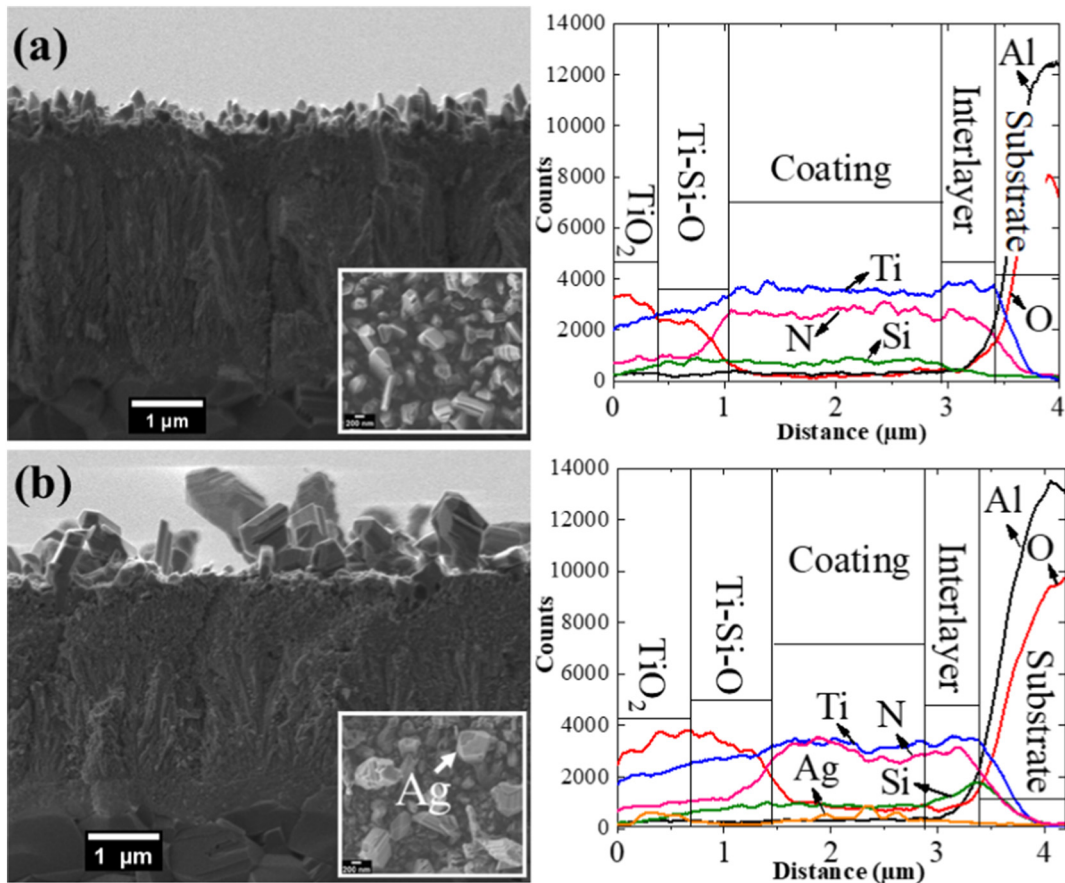 (a)
1 μm
200 nm
14000
12000
10000
8000
6000
4000
2000
0
Counts
TiO2
Ti-Si-O
Coating
Interlayer
Substrate
Al
Ti
N
Si
O
0 1 2 3 4
Distance (μm)
(b)
1 μm
Ag
200 nm
14000
12000
10000
8000
6000
4000
2000
0
Counts
TiO2
Ti-Si-O
Coating
Interlayer
Substrate
Al
O
Ti
N
Ag
Si
0 1 2 3 4
Distance (μm)